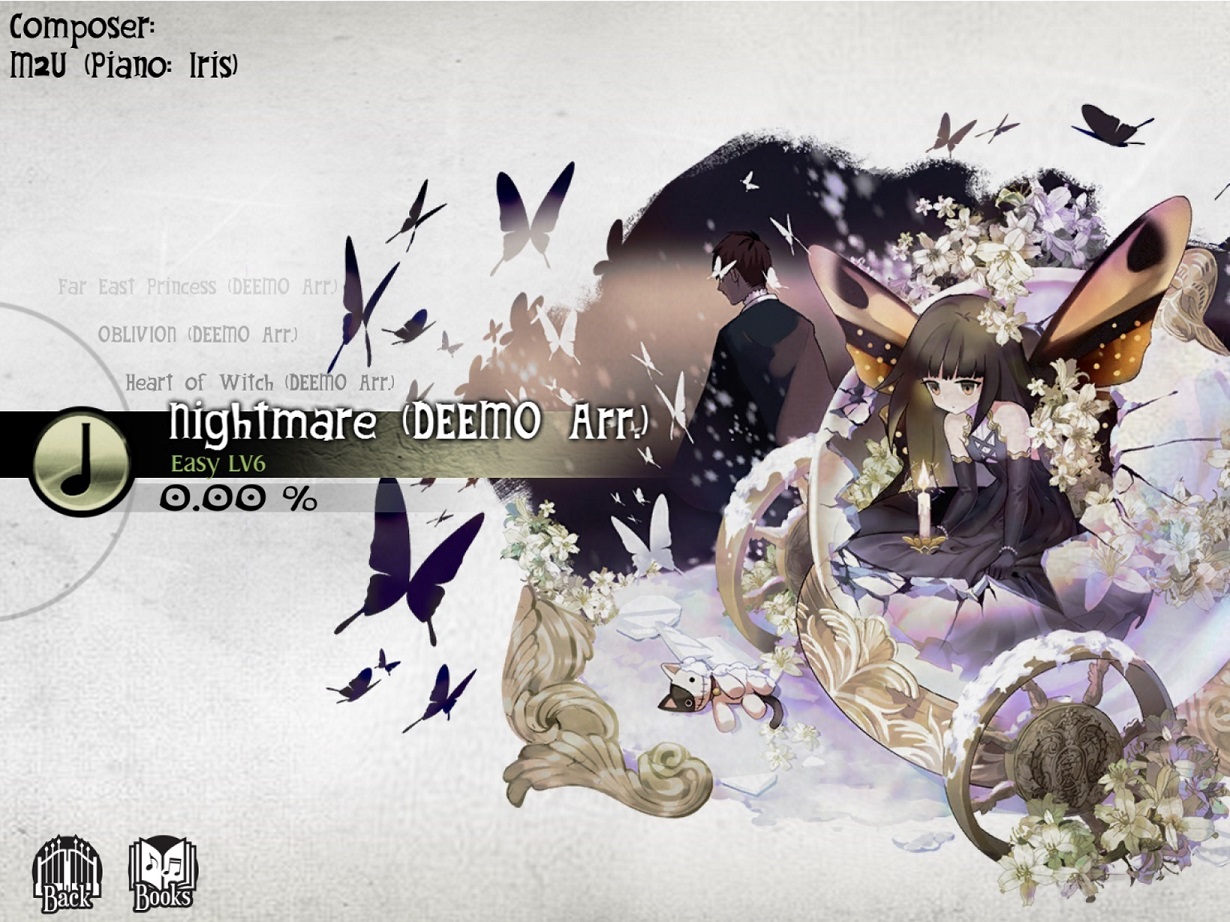 Composer:
M2U (Piano: Iris)
Far East Princess (DEEMO Arr.)
OBLIVION (DEEMO Arr.)
Heart of Witch (DEEMO Arr.)
Nightmare (DEEMO Arr.)
Easy LV6
0.00 %
Back
Books